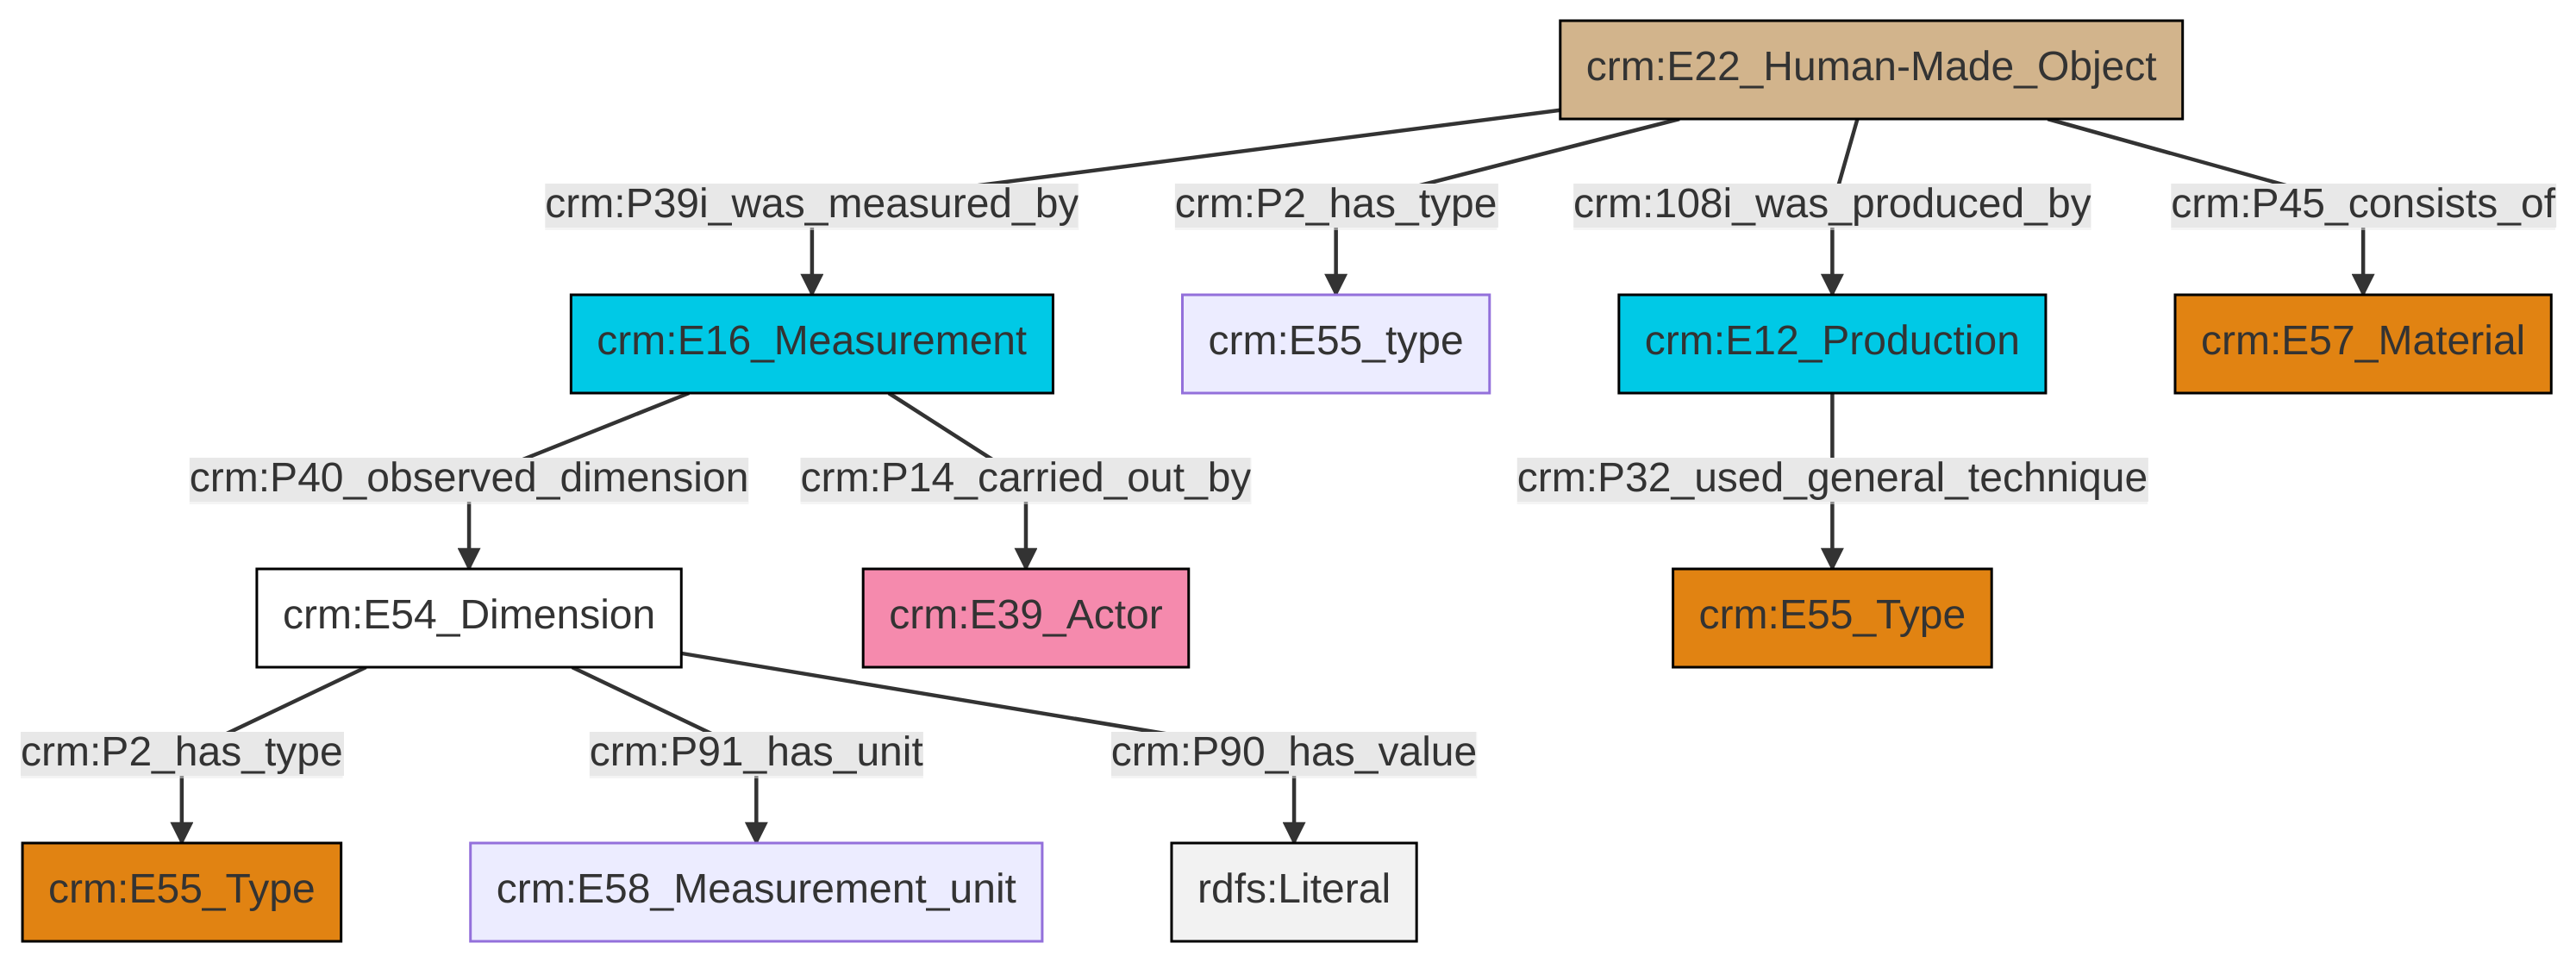 crm:E22_Human-Made_Object
crm:P39i_was_measured_by
crm:P2_has_type
crm:108i_was_produced_by
crm:P45_consists_of
crm:E16_Measurement
crm:E55_type
crm:E12_Production
crm:E57_Material
crm:P40_observed_dimension
crm:P14_carried_out_by
crm:P32_used_general_technique
crm:E54_Dimension
crm:E39_Actor
crm:E55_Type
crm:P2_has_type
crm:P91_has_unit
crm:P90_has_value
crm:E55_Type
crm:E58_Measurement_unit
rdfs:Literal